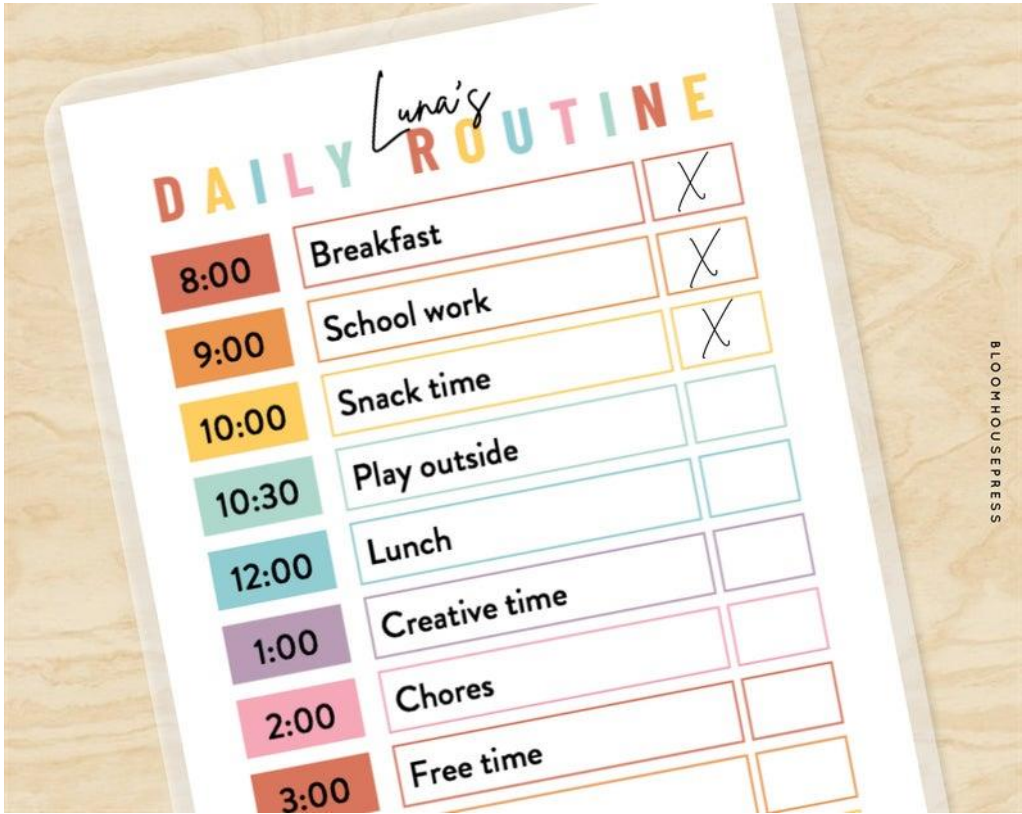 Luna's
DAILY ROUTINE
8:00 Breakfast X
9:00 School work X
10:00 Snack time X
10:30 Play outside
12:00 Lunch
1:00 Creative time
2:00 Chores
3:00 Free time
BLOOMHOUSEPRESS